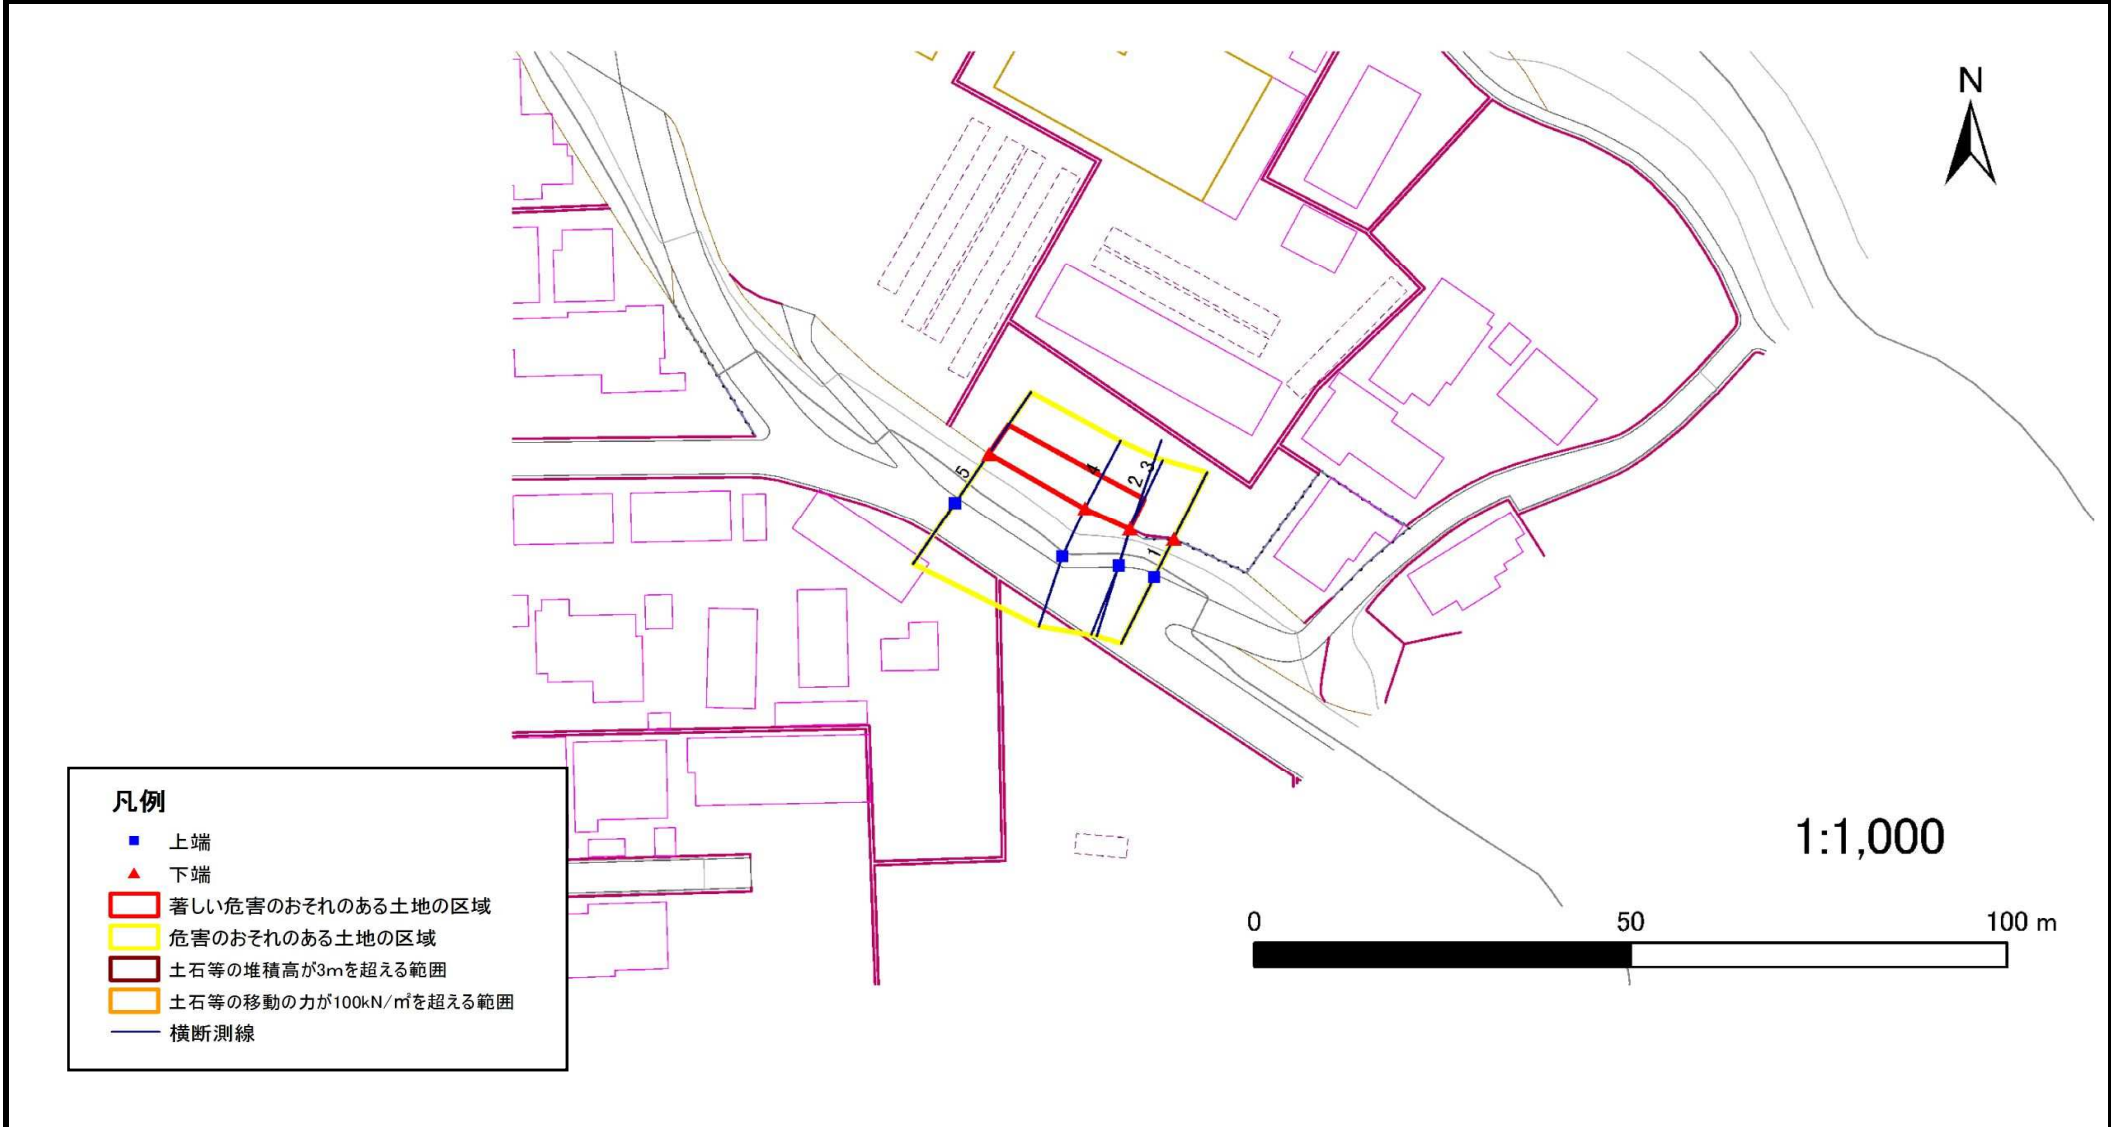 N
5
4
2
3
1
凡例
上端
下端
著しい危害のおそれのある土地の区域
危害のおそれのある土地の区域
土石等の堆積高が3mを超える範囲
土石等の移動の力が100kN/㎡を超える範囲
横断測線
1:1,000
0 50 100 m